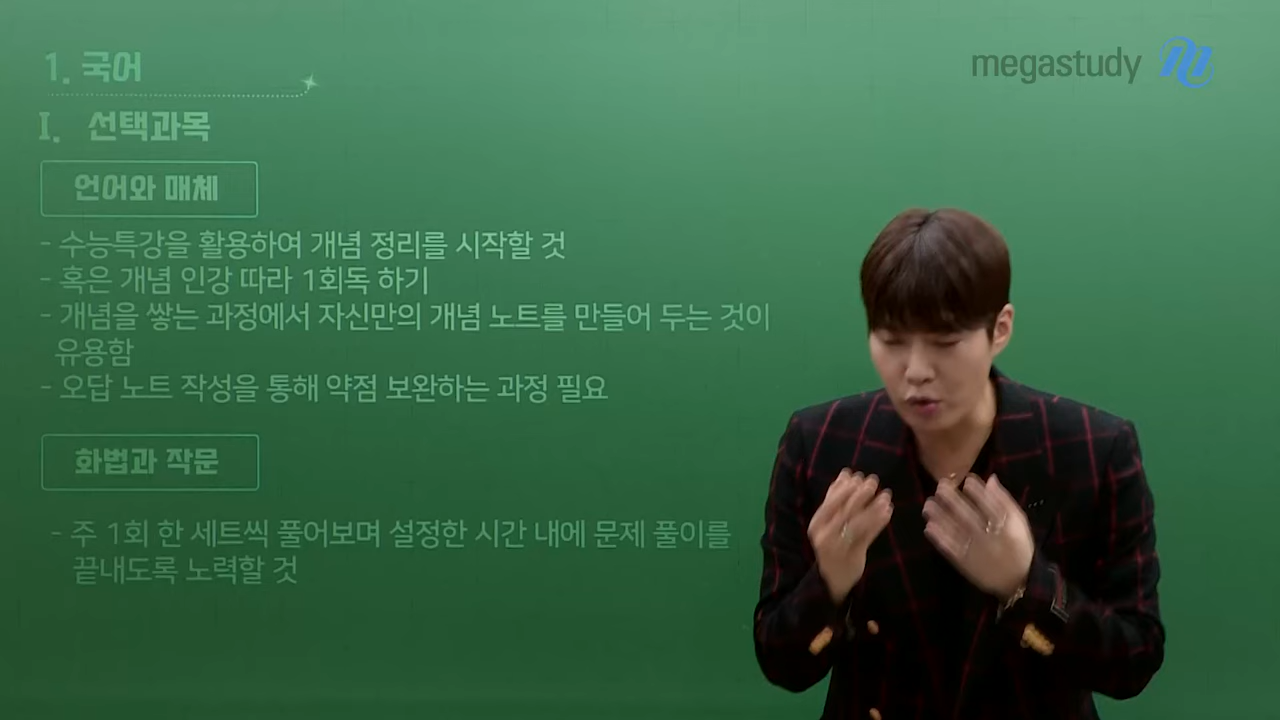 1. 국어
megastudy
I. 선택과목
언어와 매체
- 수능특강을 활용하여 개념 정리를 시작할 것
- 혹은 개념 인강 따라 1회독 하기
- 개념을 쌓는 과정에서 자신만의 개념 노트를 만들어 두는 것이
유용함
- 오답 노트 작성을 통해 약점 보완하는 과정 필요
화법과 작문
- 주 1회 한 세트씩 풀어보며 설정한 시간 내에 문제 풀이를
끝내도록 노력할 것